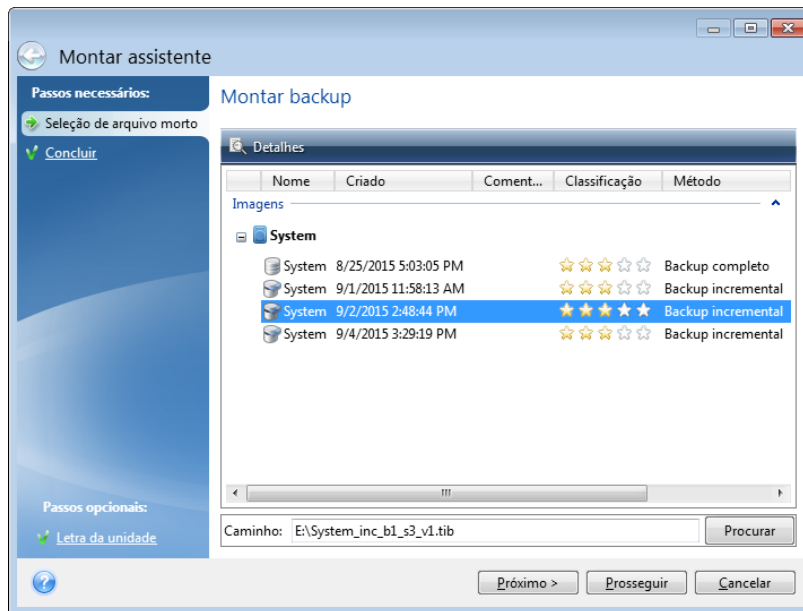 Montar assistente
Passos necessários:
Seleção de arquivo morto
Concluir
Montar backup
Detalhes
Nome Criado Coment... Classificação Método
Imagens
System
System 8/25/2015 5:03:05 PM Backup completo
System 9/1/2015 11:58:13 AM Backup incremental
System 9/2/2015 2:48:44 PM Backup incremental
System 9/4/2015 3:29:19 PM Backup incremental
Passos opcionais:
Letra da unidade
Caminho: E:\System_inc_b1_s3_v1.tib Procurar
Próximo > Prosseguir Cancelar